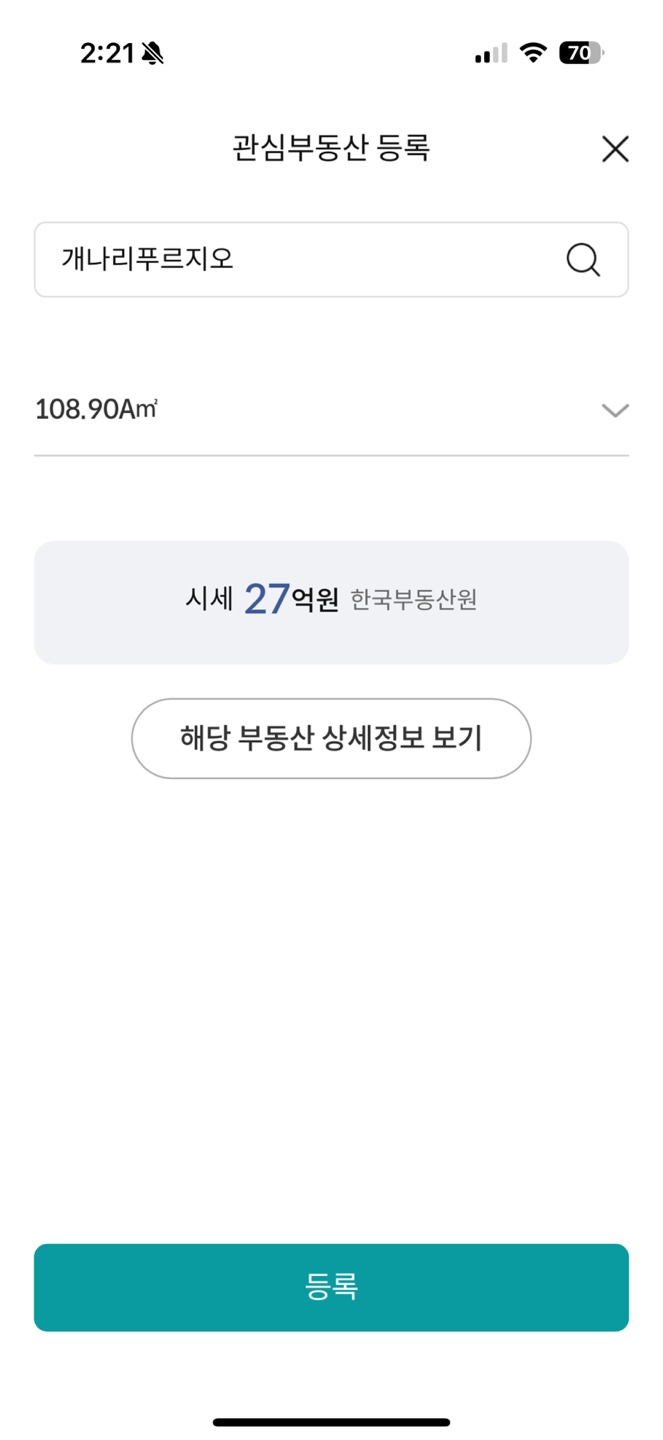 2:21
70
관심부동산 등록
개나리푸르지오
108.90A㎡
시세 27억원 한국부동산원
해당 부동산 상세정보 보기
등록